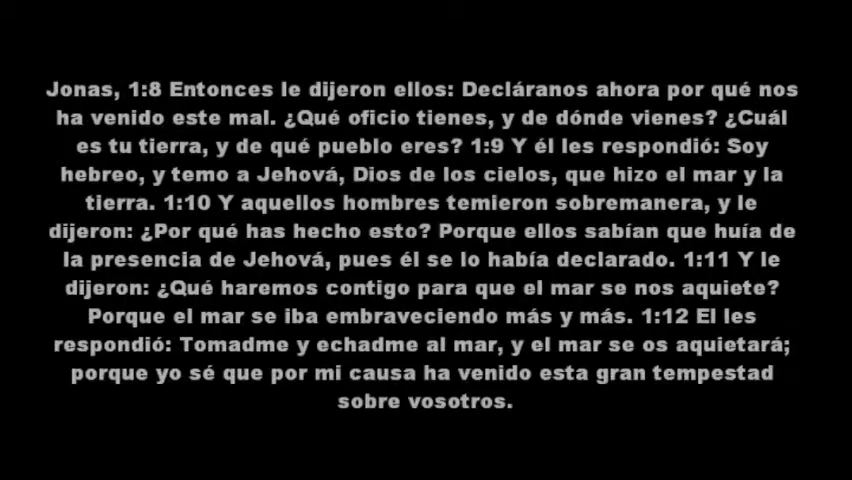 Jonas, 1:8 Entonces le dijeron ellos: Decláranos ahora por qué nos
ha venido este mal. ¿Qué oficio tienes, y de dónde vienes? ¿Cuál
es tu tierra, y de qué pueblo eres? 1:9 Y él les respondió: Soy
hebreo, y temo a Jehová, Dios de los cielos, que hizo el mar y la
tierra. 1:10 Y aquellos hombres temieron sobremanera, y le
dijeron: ¿Por qué has hecho esto? Porque ellos sabían que huía de
la presencia de Jehová, pues él se lo había declarado. 1:11 Y le
dijeron: ¿Qué haremos contigo para que el mar se nos aquiete?
Porque el mar se iba embraveciendo más y más. 1:12 El les
respondió: Tomadme y echadme al mar, y el mar se os aquietará;
porque yo sé que por mi causa ha venido esta gran tempestad
sobre vosotros.